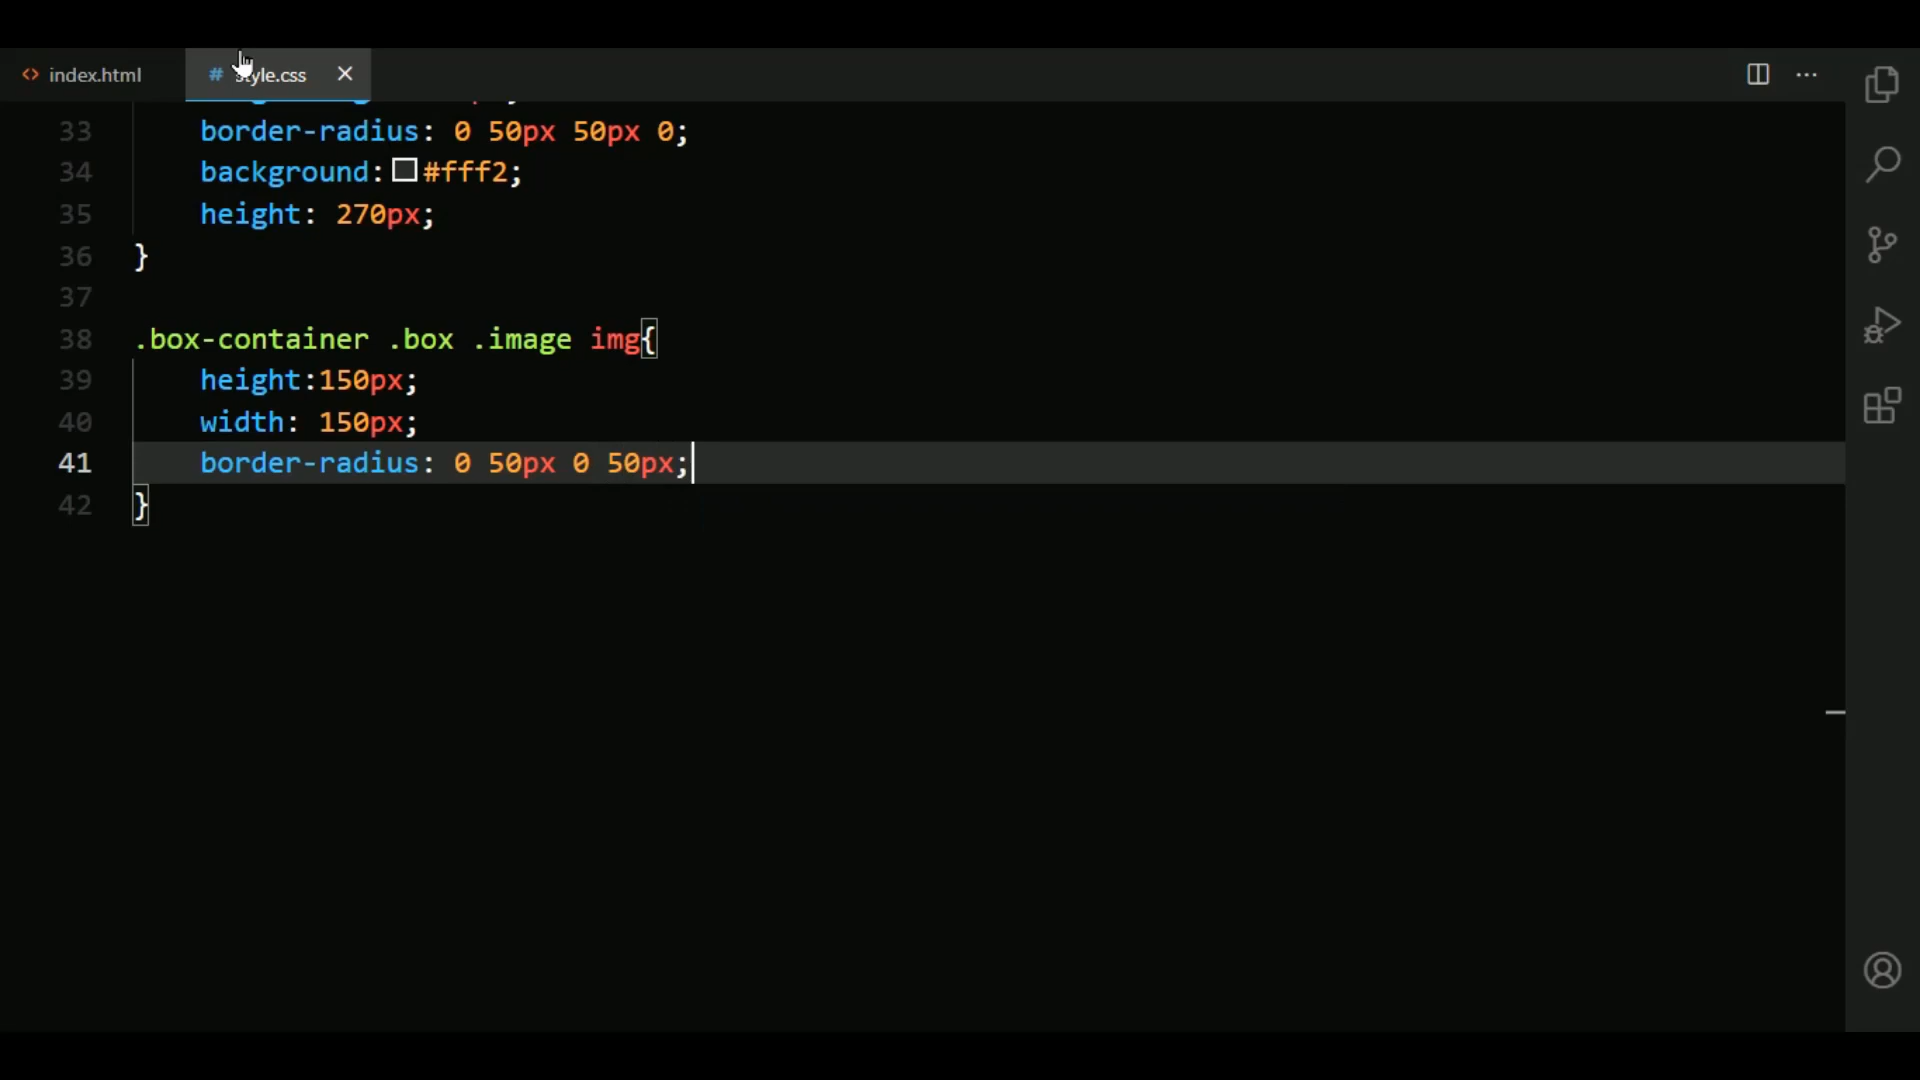 index.html
# style.css
33 border-radius: 0 50px 50px 0;
34 background: #fff2;
35 height: 270px;
36 }
37
38 .box-container .box .image img{
39 height:150px;
40 width: 150px;
41 border-radius: 0 50px 0 50px;
42 }